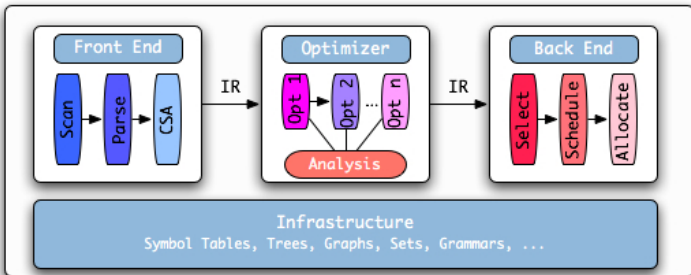 Front End
Optimizer
Back End
Scan
Parse
CSA
IR
Opt 1
Opt 2
...
Opt n
Analysis
IR
Select
Schedule
Allocate
Infrastructure
Symbol Tables, Trees, Graphs, Sets, Grammars, ...